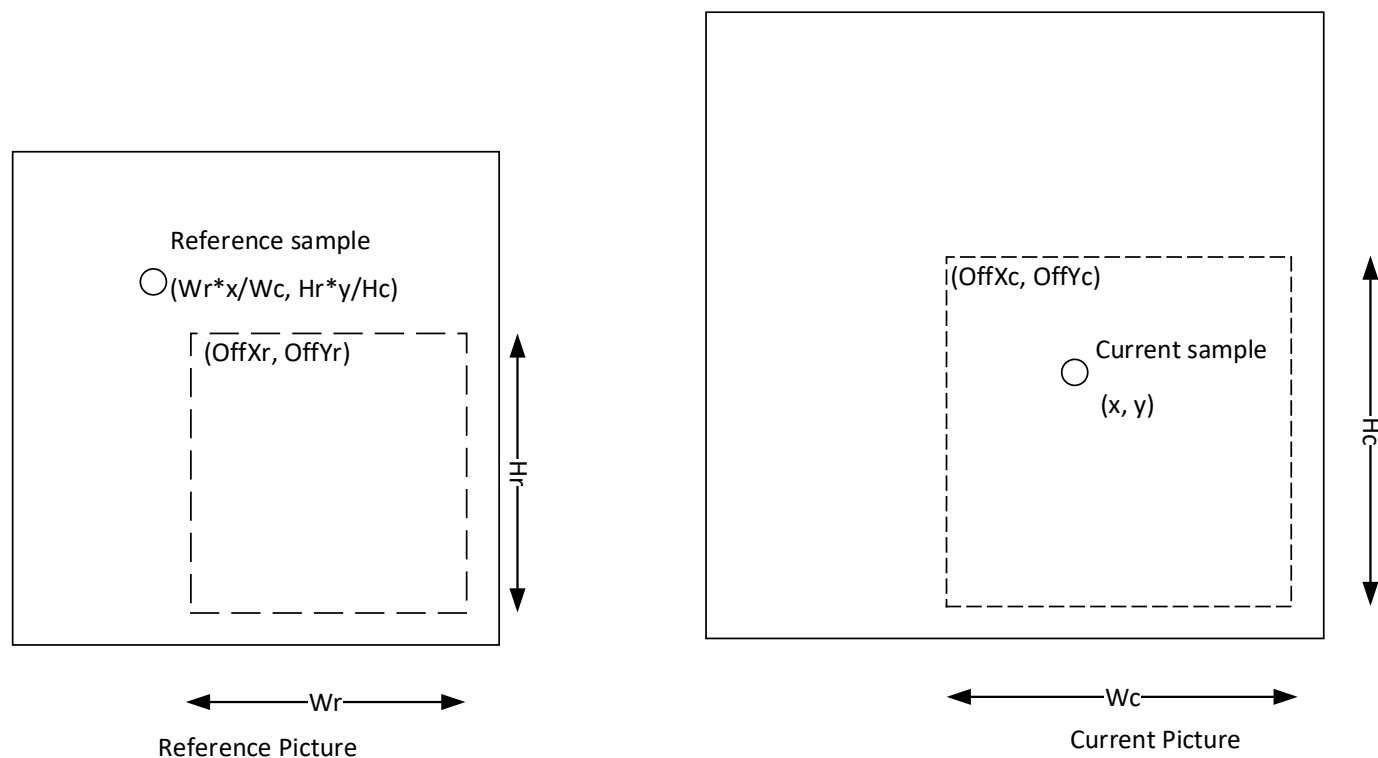 Reference sample
(Wr*x/Wc, Hr*y/Hc)
(OffXr, OffYr)
Hr
Wr
Reference Picture
(OffXc, OffYc)
Current sample
(x, y)
Hc
Wc
Current Picture